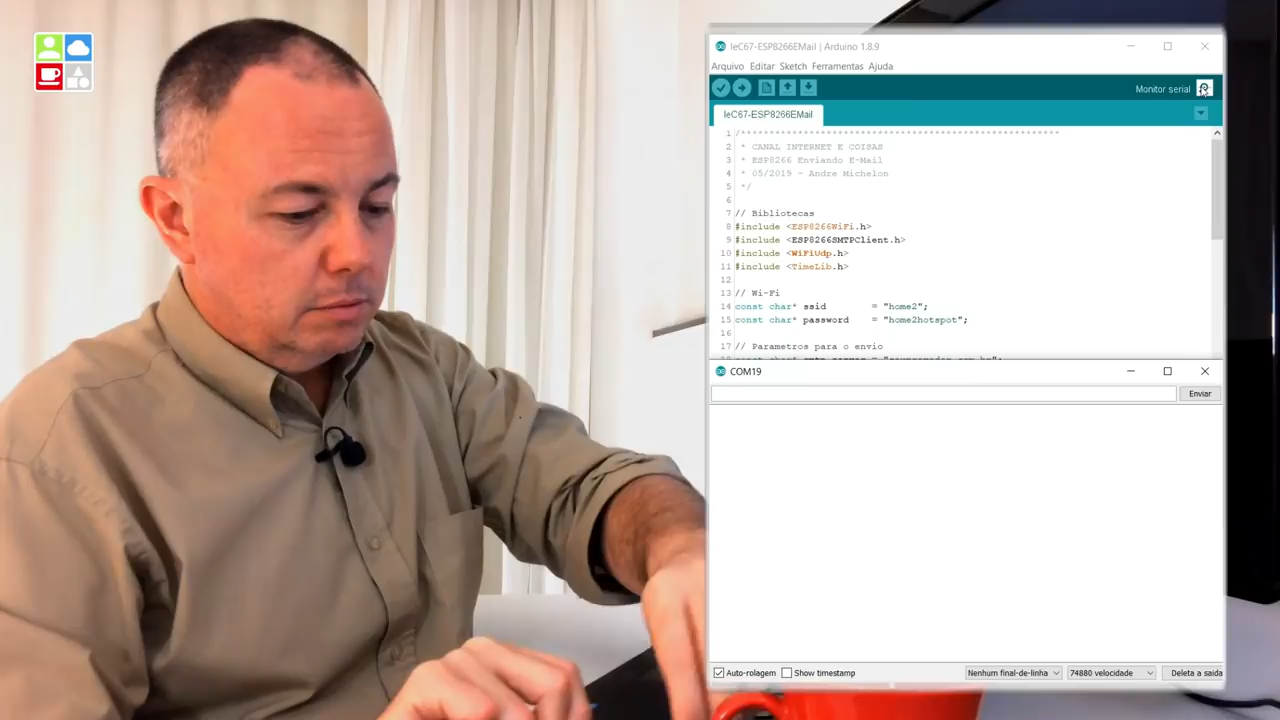 IeC67-ESP8266EMail | Arduino 1.8.9
Arquivo Editar Sketch Ferramentas Ajuda
Monitor serial
IeC67-ESP8266EMail
1 /********************************************************
2 * CANAL INTERNET E COISAS
3 * ESP8266 Enviando E-Mail
4 * 05/2019 - Andre Michelon
5 */
6
7 // Bibliotecas
8 #include <ESP8266WiFi.h>
9 #include <ESP8266SMTPClient.h>
10 #include <WiFiUdp.h>
11 #include <TimeLib.h>
12
13 // Wi-Fi
14 const char* ssid = "home2";
15 const char* password = "home2hotspot";
16
17 // Parametros para o envio
COM19
Enviar
Auto-rolagem Show timestamp Nenhum final-de-linha 74880 velocidade Deleta a saida